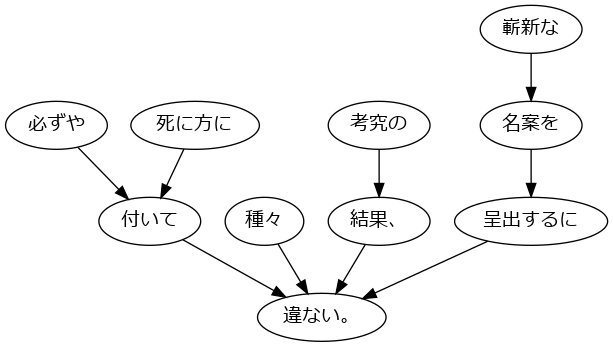 嶄新な
必ずや
死に方に
考究の
名案を
付いて
種々
結果、
呈出するに
違ない。